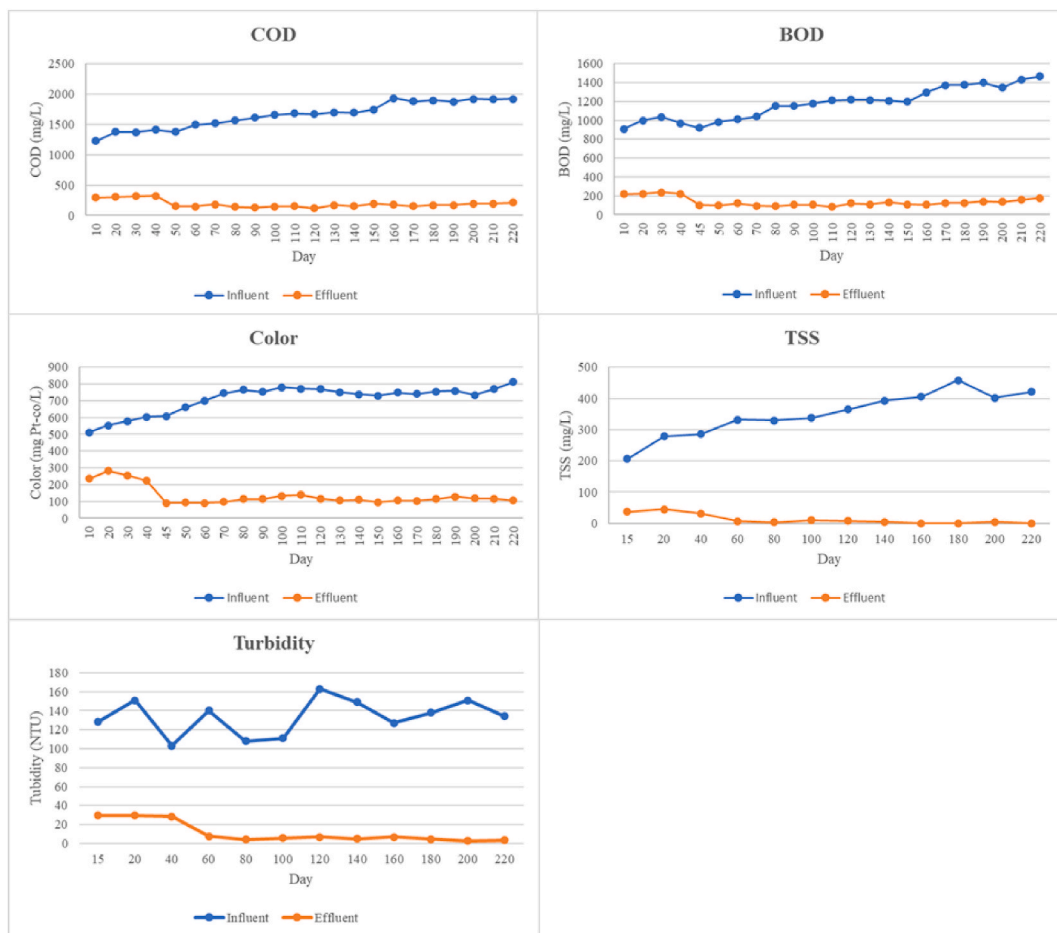 COD
COD (mg/L)
2500
2000
1500
1000
500
0
10 20 30 40 50 60 70 80 90 100 110 120 130 140 150 160 170 180 190 200 210 220
Day
Influent Effluent
BOD
BOD (mg/L)
1600
1400
1200
1000
800
600
400
200
0
10 20 30 40 45 50 60 70 80 90 100 110 120 130 140 150 160 170 180 190 200 210 220
Day
Influent Effluent
Color
Color (mg Pt-co/L)
900
800
700
600
500
400
300
200
100
0
10 20 30 40 45 50 60 70 80 90 100 110 120 130 140 150 160 170 180 190 200 210 220
Day
Influent Effluent
TSS
TSS (mg/L)
500
400
300
200
100
0
15 20 40 60 80 100 120 140 160 180 200 220
Day
Influent Effluent
Turbidity
Tubidity (NTU)
180
160
140
120
100
80
60
40
20
0
15 20 40 60 80 100 120 140 160 180 200 220
Day
Influent Effluent